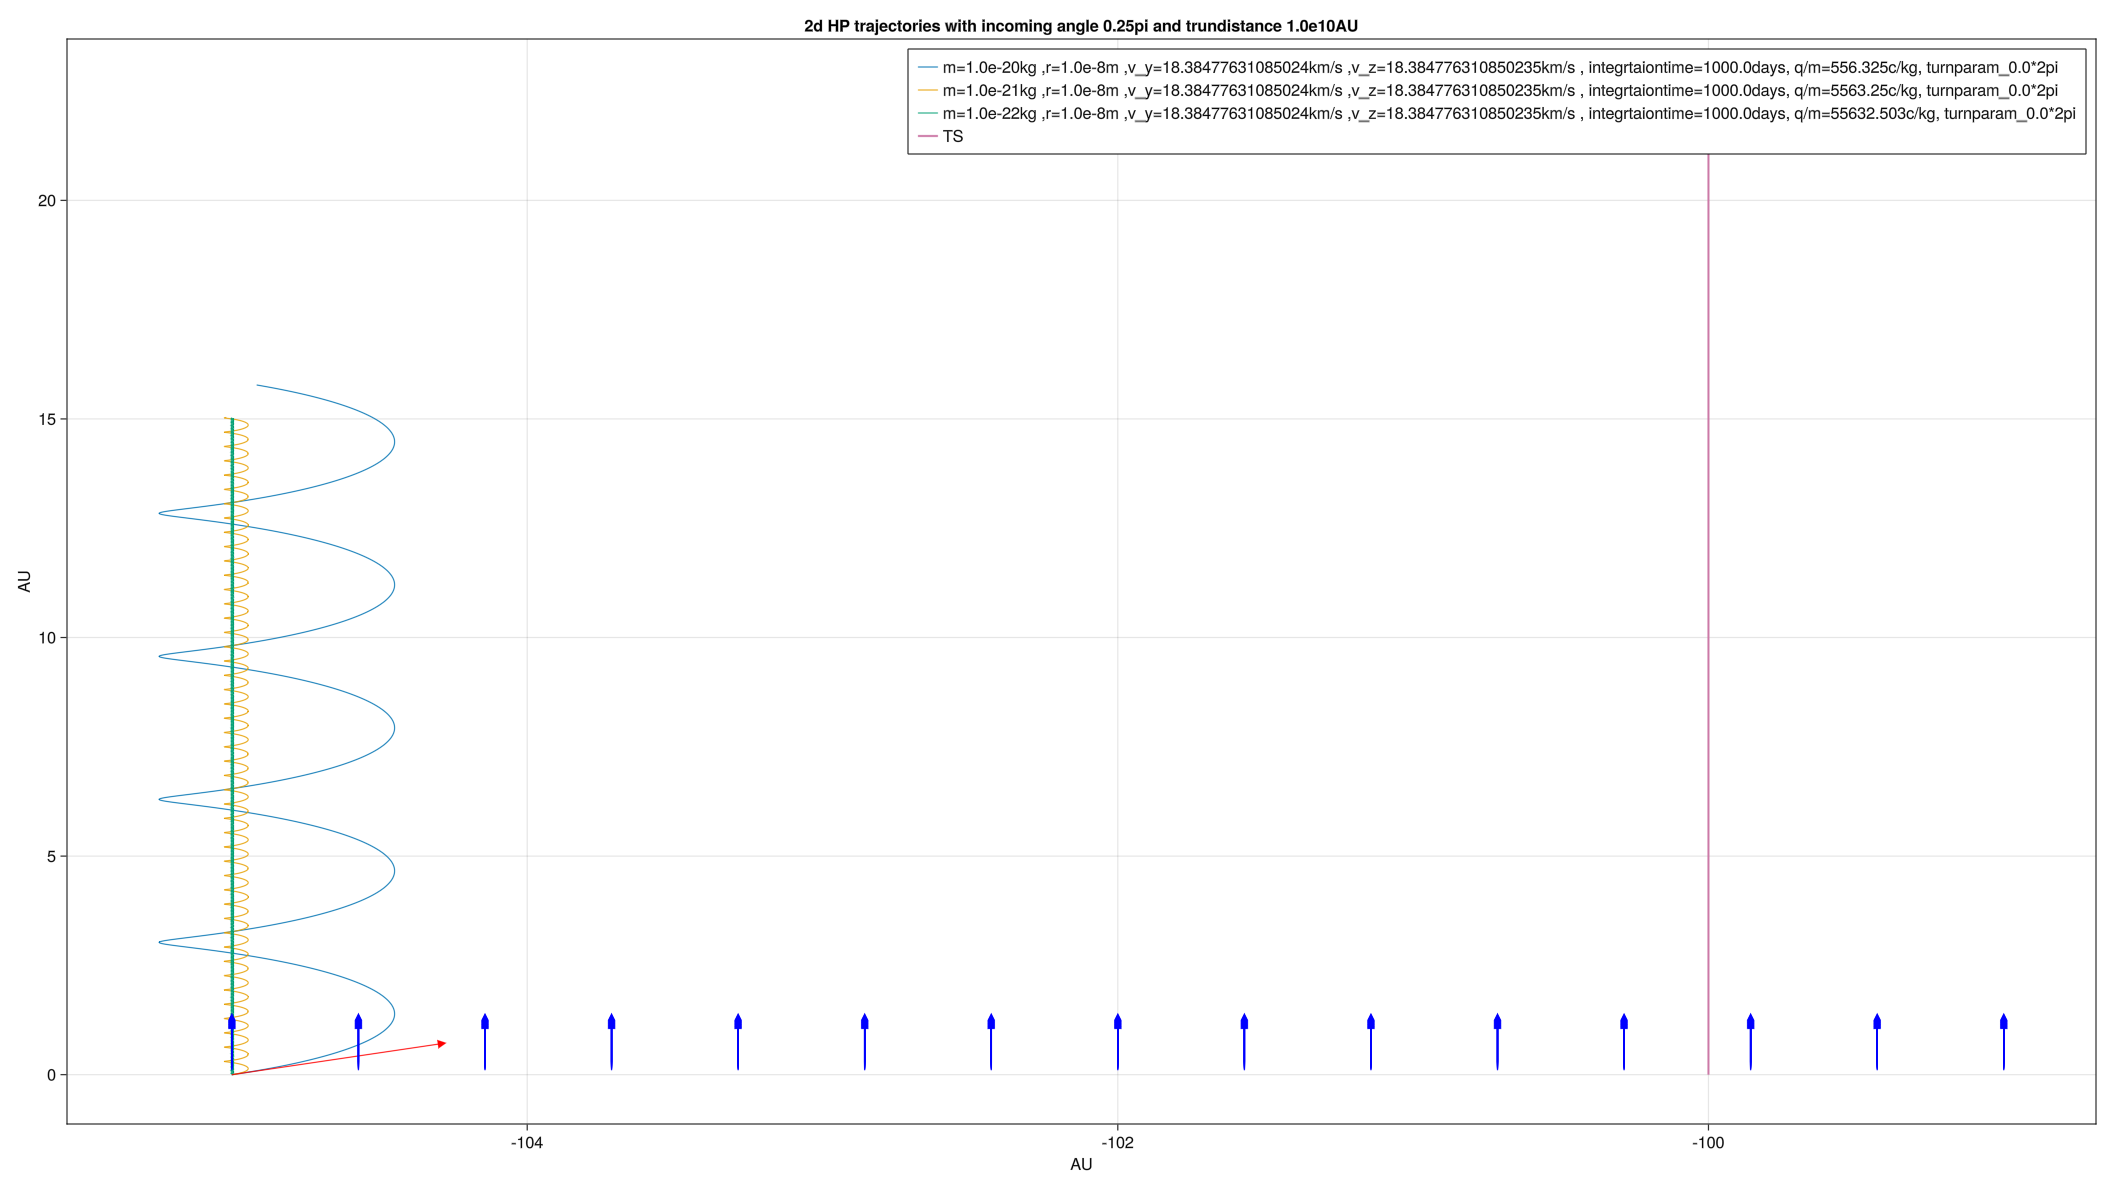 2d HP trajectories with incoming angle 0.25pi and trundistance 1.0e10AU
m=1.0e-20kg ,r=1.0e-8m ,v_y=18.38477631085024km/s ,v_z=18.384776310850235km/s , integrtaiontime=1000.0days, q/m=556.325c/kg, turnparam_0.0*2pi
m=1.0e-21kg ,r=1.0e-8m ,v_y=18.38477631085024km/s ,v_z=18.384776310850235km/s , integrtaiontime=1000.0days, q/m=5563.25c/kg, turnparam_0.0*2pi
m=1.0e-22kg ,r=1.0e-8m ,v_y=18.38477631085024km/s ,v_z=18.384776310850235km/s , integrtaiontime=1000.0days, q/m=55632.503c/kg, turnparam_0.0*2pi
TS
20
15
10
5
0
AU
-104
-102
-100
AU